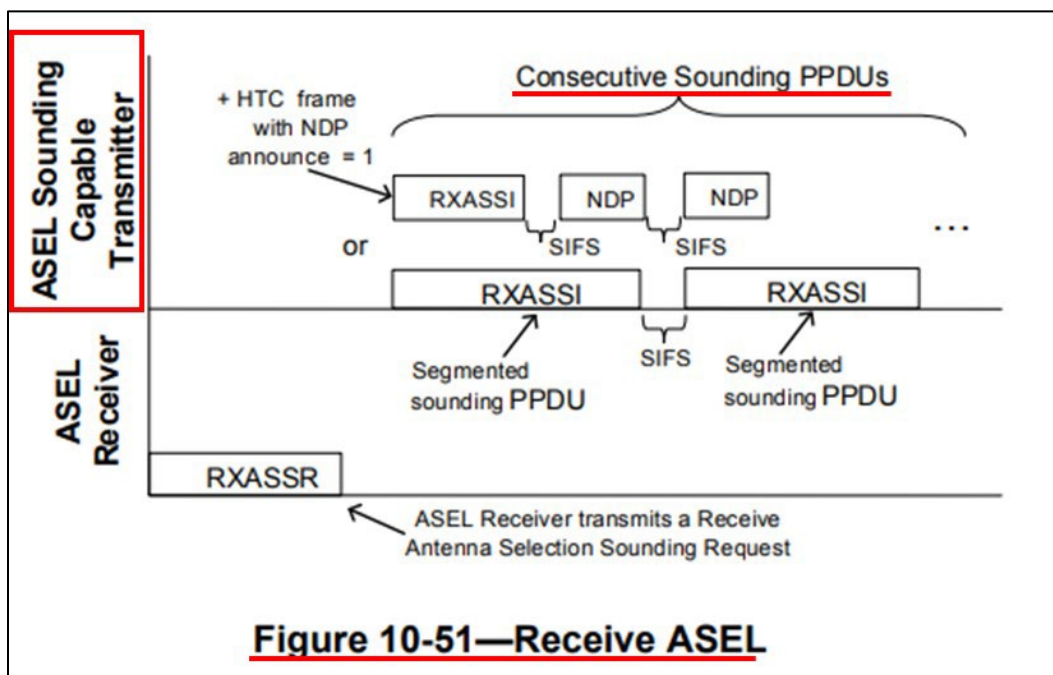 ASEL Sounding
Capable
Transmitter
Consecutive Sounding PPDUs
+ HTC frame
with NDP
announce = 1
RXASSI
NDP
NDP
SIFS
SIFS
...
or
RXASSI
RXASSI
SIFS
Segmented
sounding PPDU
Segmented
sounding PPDU
ASEL
Receiver
RXASSR
ASEL Receiver transmits a Receive
Antenna Selection Sounding Request
Figure 10-51—Receive ASEL